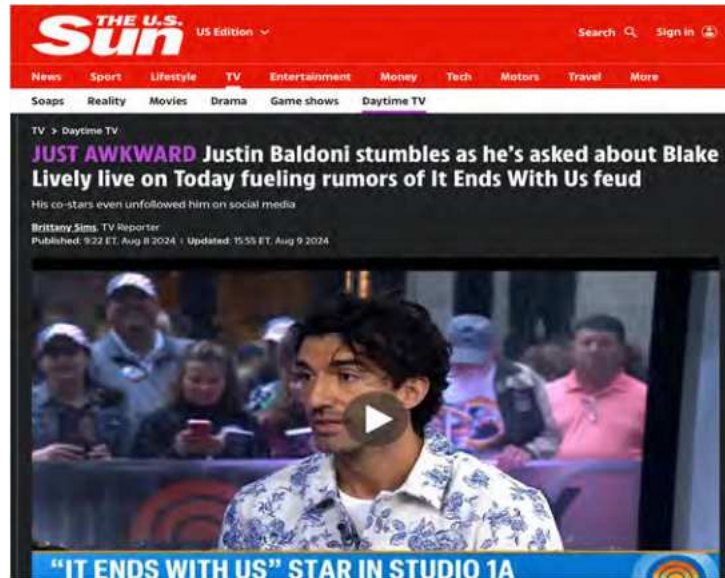 THE U.S.
Sun
US Edition
Search
Sign in
News Sport Lifestyle TV Entertainment Money Tech Motors Travel More
Soaps Reality Movies Drama Game shows Daytime TV
TV > Daytime TV
JUST AWKWARD Justin Baldoni stumbles as he's asked about Blake
Lively live on Today fueling rumors of It Ends With Us feud
His co-stars even unfollowed him on social media
Brittany Sims, TV Reporter
Published: 9:22 ET, Aug 8 2024 | Updated: 15:55 ET, Aug 9 2024
"IT ENDS WITH US" STAR IN STUDIO 1A